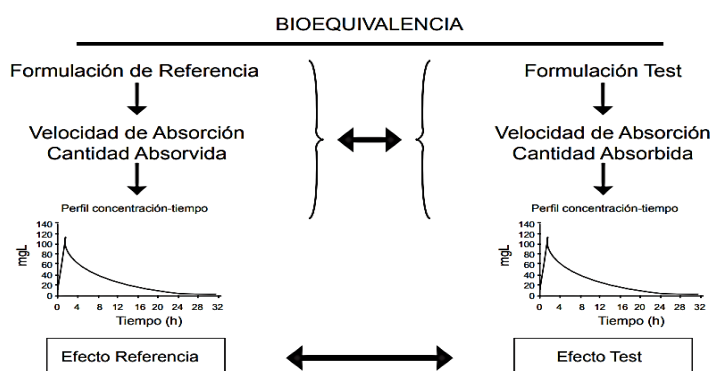 BIOEQUIVALENCIA
Formulación de Referencia
Velocidad de Absorción
Cantidad Absorvida
Perfil concentración-tiempo
mgL
140
120
100
80
60
40
20
0
0 4 8 12 16 20 24 28 32
Tiempo (h)
Efecto Referencia
Formulación Test
Velocidad de Absorción
Cantidad Absorbida
Perfil concentración-tiempo
mgL
140
120
100
80
60
40
20
0
0 4 8 12 16 20 24 28 32
Tiempo (h)
Efecto Test